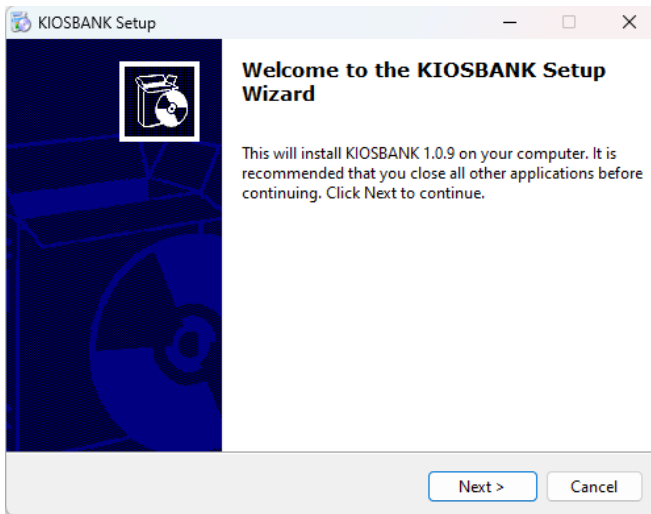 KIOSBANK Setup
Welcome to the KIOSBANK Setup
Wizard
This will install KIOSBANK 1.0.9 on your computer. It is
recommended that you close all other applications before
continuing. Click Next to continue.
Next >
Cancel